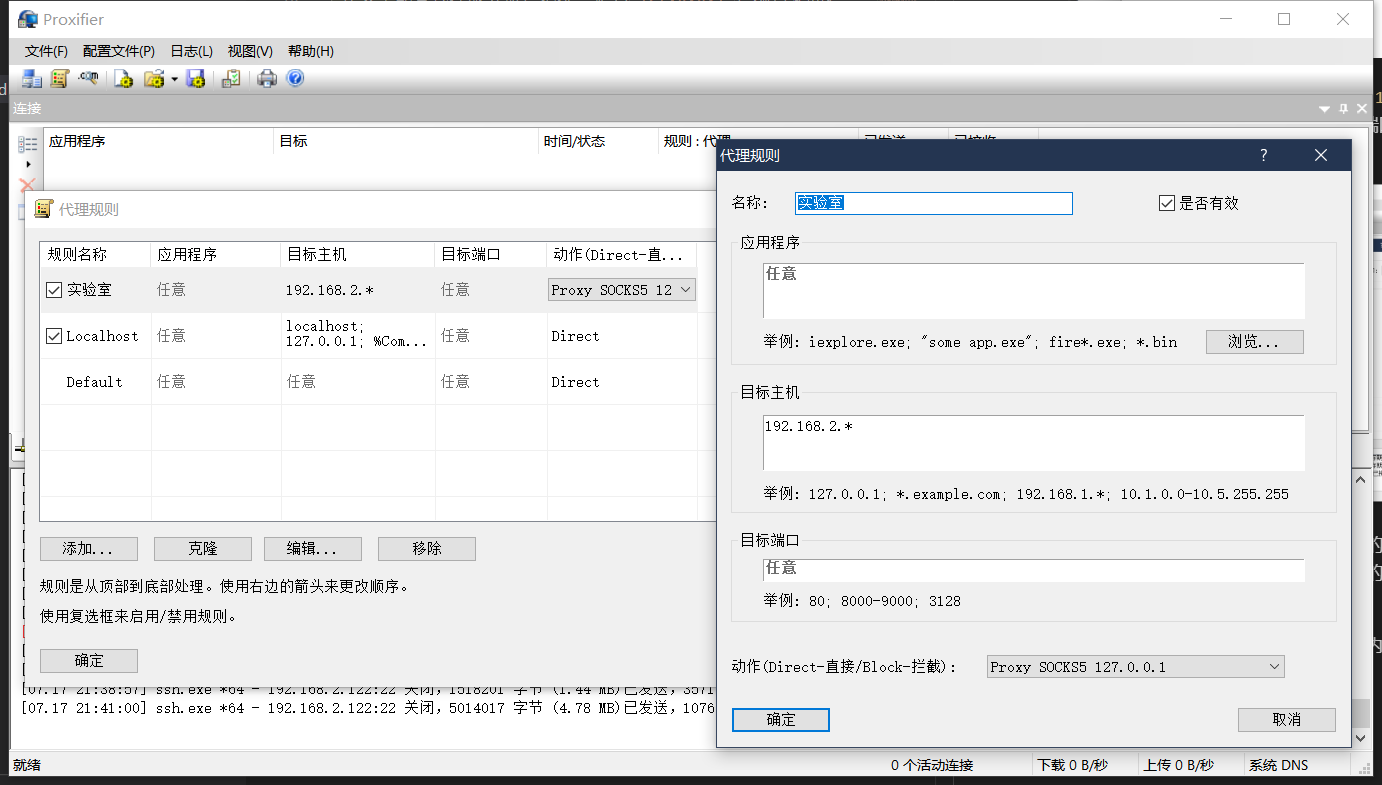 Proxifier
文件(F) 配置文件(P) 日志(L) 视图(V) 帮助(H)
连接
应用程序 目标 时间/状态 规则 : 代理 已发送 已接收
代理规则
规则名称 应用程序 目标主机 目标端口 动作(Direct-直...
实验室 任意 192.168.2.* 任意 Proxy SOCKS5 12
Localhost 任意 localhost; 任意 Direct
127.0.0.1; %Com...
Default 任意 任意 任意 Direct
添加... 克隆 编辑... 移除
规则是从顶部到底部处理。使用右边的箭头来更改顺序。
使用复选框来启用/禁用规则。
确定
[07.17 21:38:57] ssh.exe *64 - 192.168.2.122:22 关闭，1518201 字节 (1.44 MB)已发送，3571
[07.17 21:41:00] ssh.exe *64 - 192.168.2.122:22 关闭，5014017 字节 (4.78 MB)已发送，1076
就绪 0 个活动连接 下载 0 B/秒 上传 0 B/秒 系统 DNS
代理规则 ?
名称: 实验室 是否有效
应用程序
任意
举例: iexplore.exe; "some app.exe"; fire*.exe; *.bin 浏览...
目标主机
192.168.2.*
举例: 127.0.0.1; *.example.com; 192.168.1.*; 10.1.0.0-10.5.255.255
目标端口
任意
举例: 80; 8000-9000; 3128
动作(Direct-直接/Block-拦截): Proxy SOCKS5 127.0.0.1
确定 取消